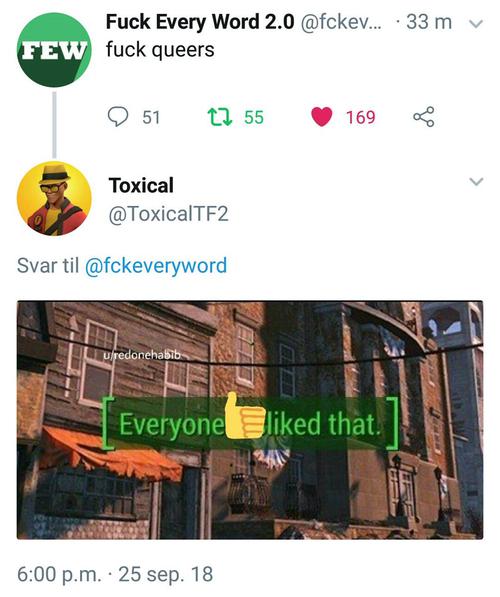 FEW
Fuck Every Word 2.0 @fckev... · 33 m
fuck queers
51 55 169
Toxical
@ToxicalTF2
Svar til @fckeveryword
u/redonehabib
[Everyone liked that.]
6:00 p.m. · 25 sep. 18